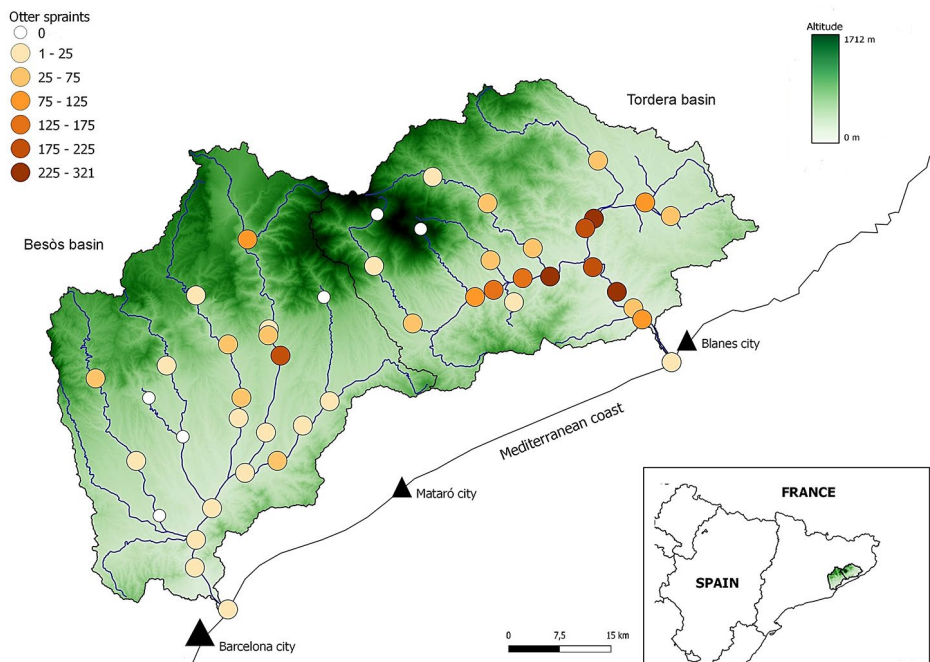 Otter spraints
0
1 - 25
25 - 75
75 - 125
125 - 175
175 - 225
225 - 321
Altitude
1712 m
0 m
Tordera basin
Besòs basin
Blanes city
Mediterranean coast
Mataró city
Barcelona city
0 7,5 15 km
FRANCE
SPAIN